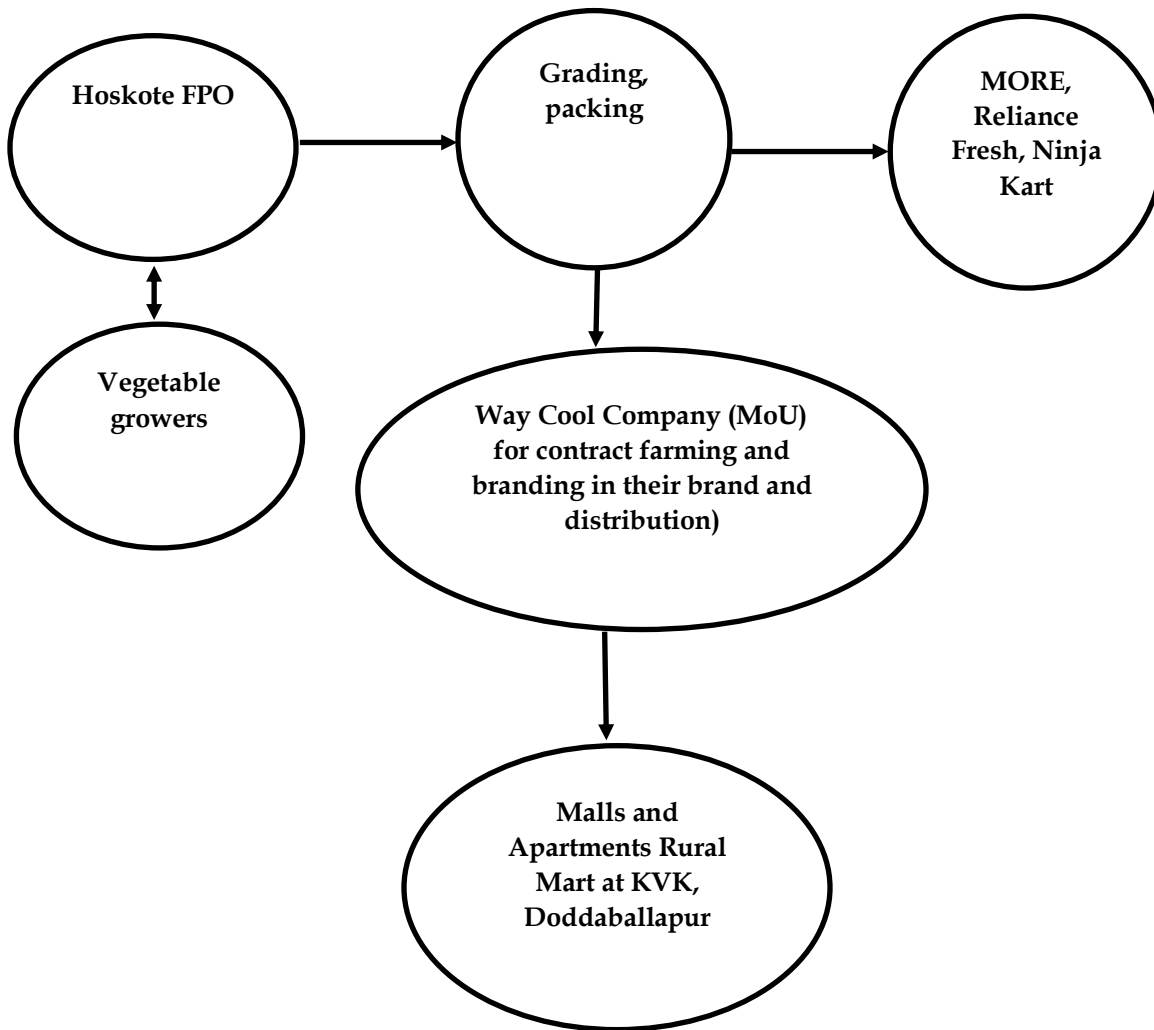 Hoskote FPO
Grading,
packing
MORE,
Reliance
Fresh, Ninja
Kart
Vegetable
growers
Way Cool Company (MoU)
for contract farming and
branding in their brand and
distribution)
Malls and
Apartments Rural
Mart at KVK,
Doddaballapur